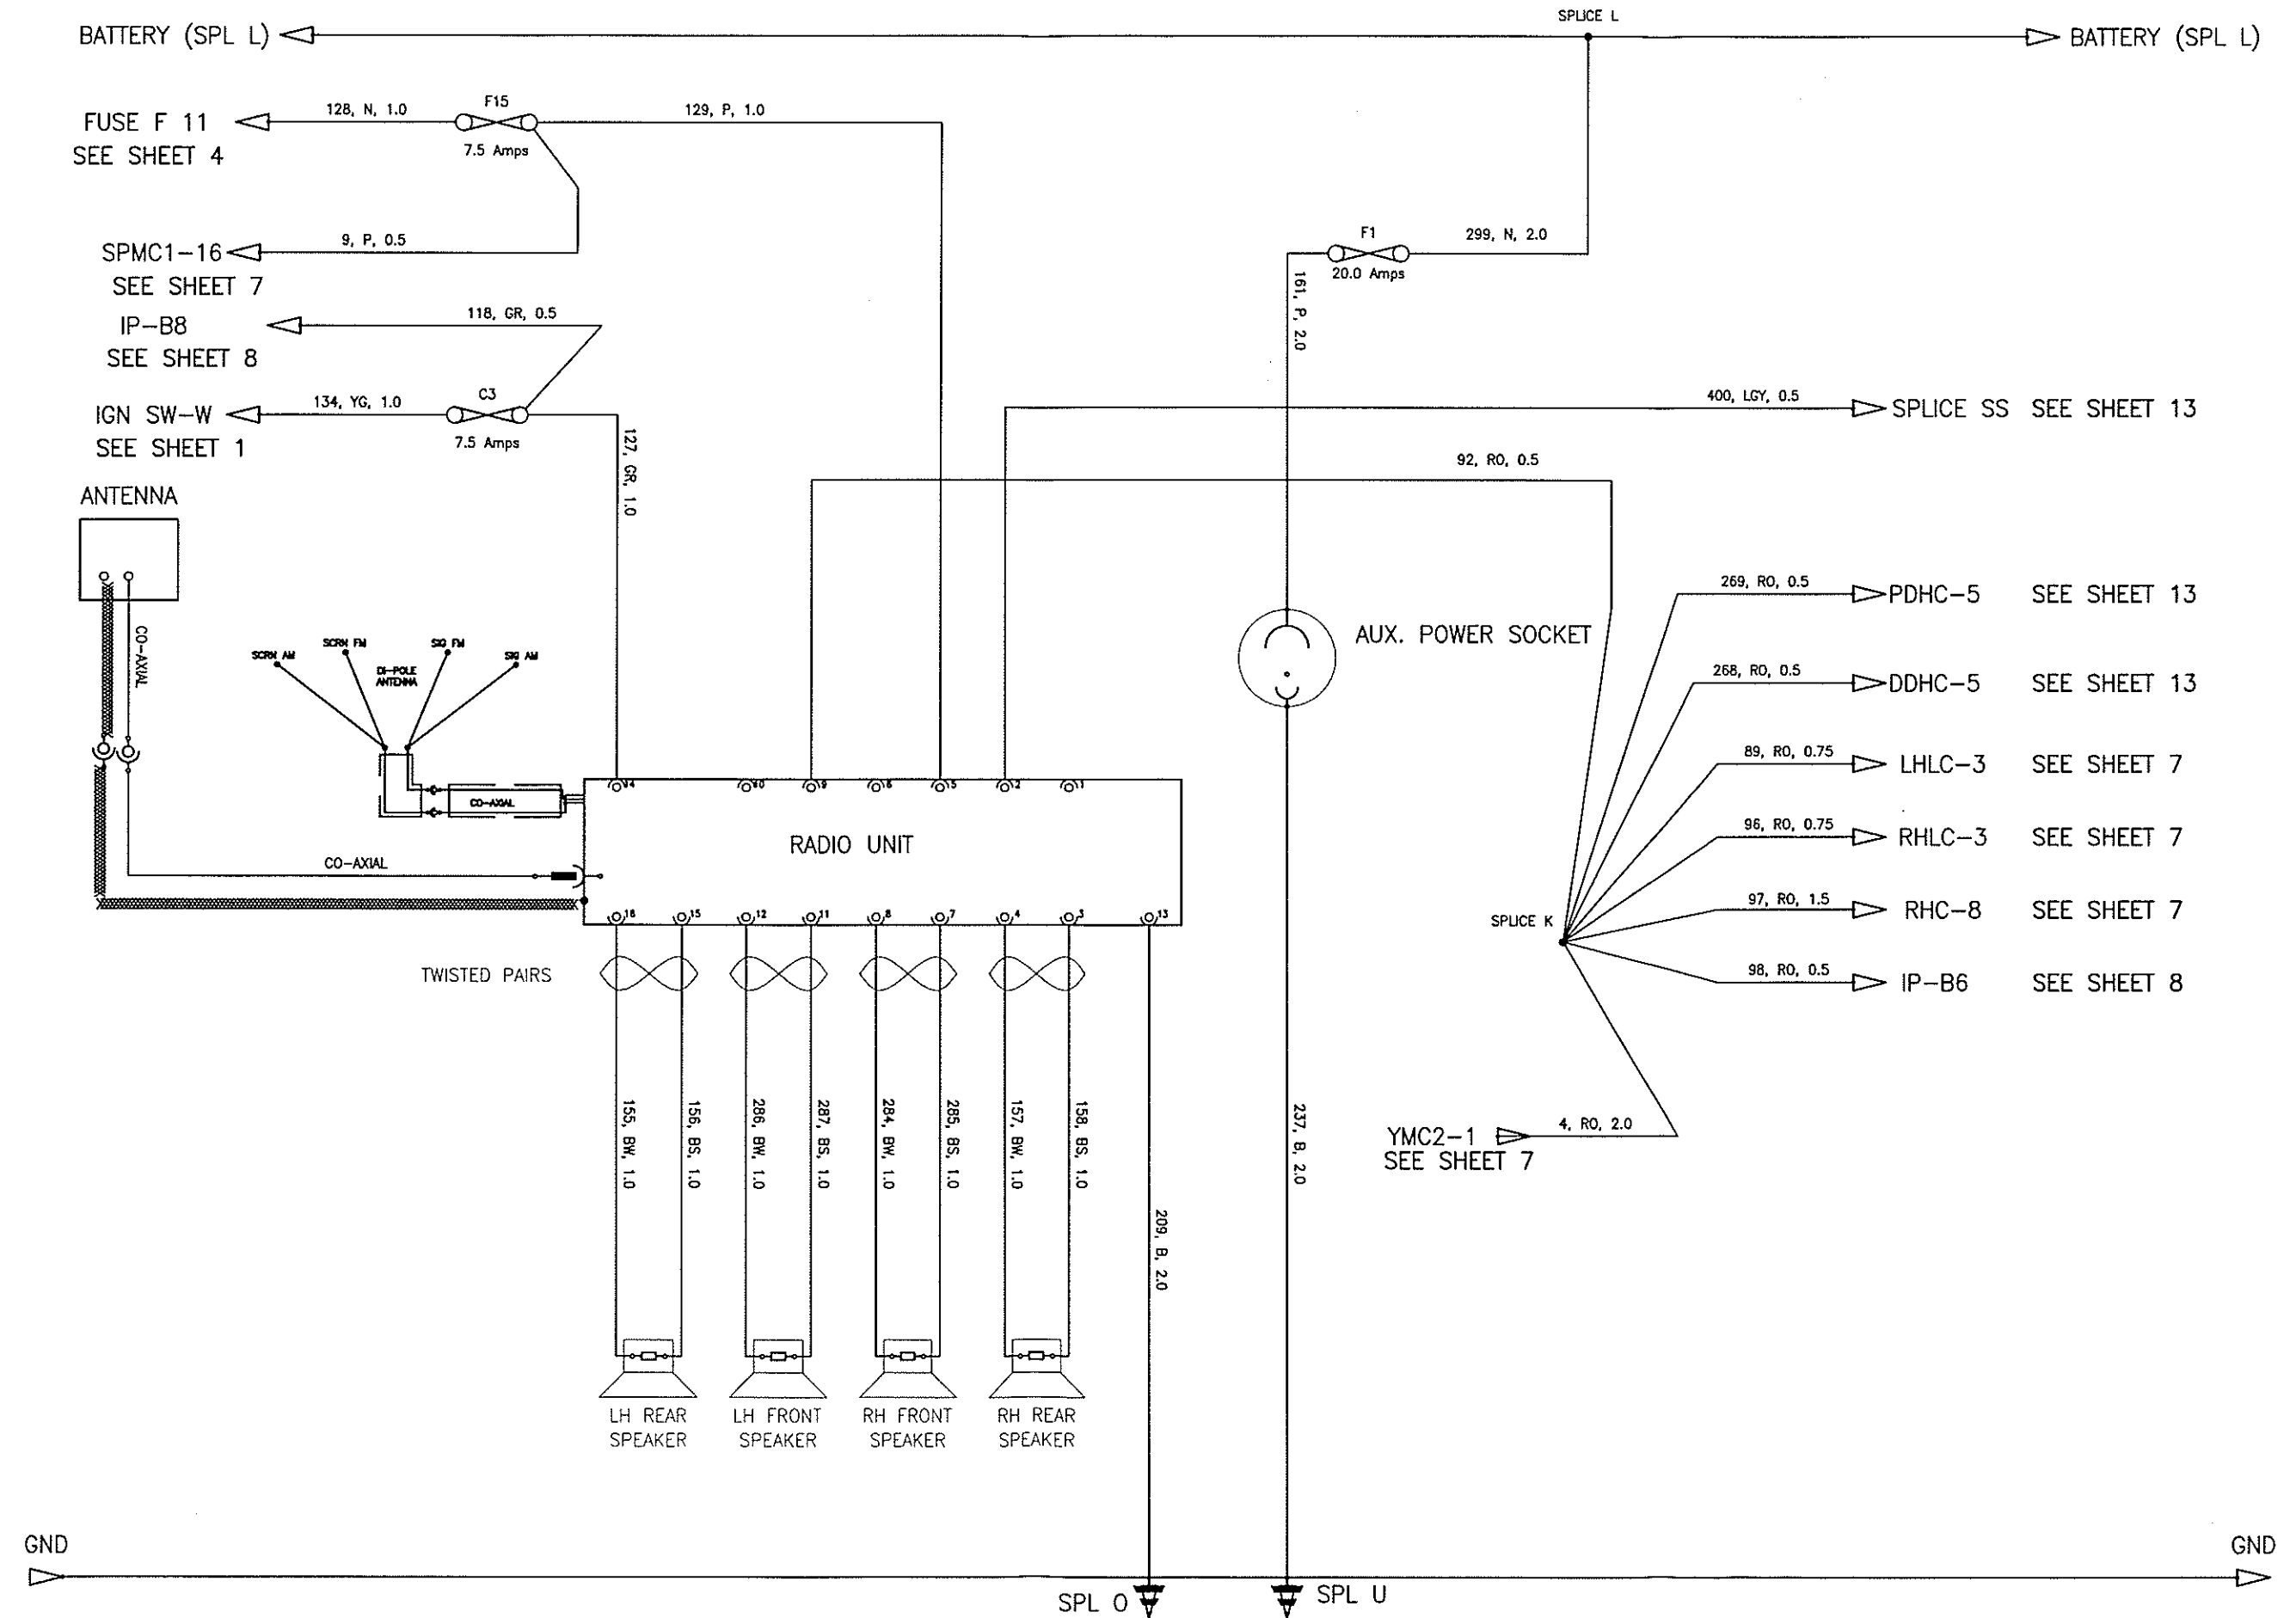 SPLICE L
BATTERY (SPL L)
BATTERY (SPL L)
FUSE F 11
SEE SHEET 4
128, N, 1.0
F15
7.5 Amps
129, P, 1.0
SPMC1-16
SEE SHEET 7
9, P, 0.5
F1
20.0 Amps
299, N, 2.0
161, P, 2.0
IP-B8
SEE SHEET 8
118, GR, 0.5
IGN SW-W
SEE SHEET 1
134, YG, 1.0
C3
7.5 Amps
127, GR, 1.0
400, LGY, 0.5
SPLICE SS SEE SHEET 13
92, RO, 0.5
ANTENNA
CO-AXIAL
SCRN AM
SCRN FM
DI-POLE
ANTENNA
SIG FM
SIG AM
CO-AXIAL
AUX. POWER SOCKET
269, RO, 0.5
PDHC-5 SEE SHEET 13
268, RO, 0.5
DDHC-5 SEE SHEET 13
89, RO, 0.75
LHLC-3 SEE SHEET 7
96, RO, 0.75
RHLC-3 SEE SHEET 7
97, RO, 1.5
RHC-8 SEE SHEET 7
98, RO, 0.5
IP-B6 SEE SHEET 8
SPLICE K
4, RO, 2.0
YMC2-1
SEE SHEET 7
RADIO UNIT
CO-AXIAL
16 15 12 11 8 7 4 3 13
TWISTED PAIRS
155, BW, 1.0
156, BS, 1.0
286, BW, 1.0
287, BS, 1.0
284, BW, 1.0
285, BS, 1.0
157, BW, 1.0
158, BS, 1.0
209, B, 2.0
237, B, 2.0
LH REAR
SPEAKER
LH FRONT
SPEAKER
RH FRONT
SPEAKER
RH REAR
SPEAKER
GND
GND
SPL O
SPL U